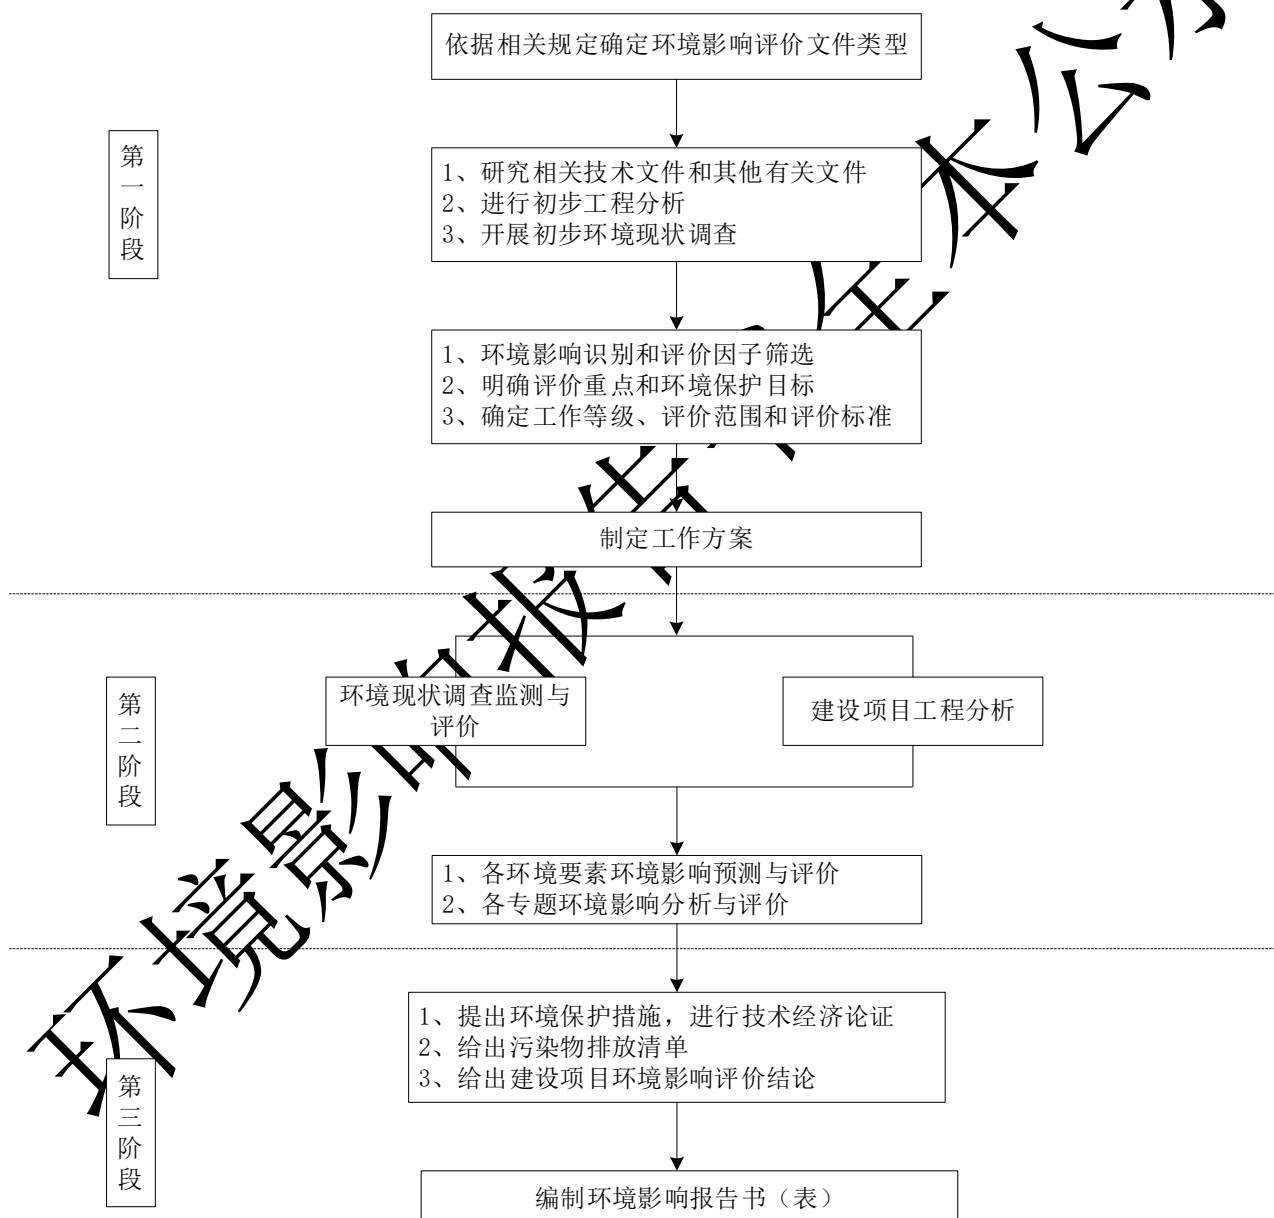 依据相关规定确定环境影响评价文件类型
第一阶段
1、研究相关技术文件和其他有关文件
2、进行初步工程分析
3、开展初步环境现状调查
1、环境影响识别和评价因子筛选
2、明确评价重点和环境保护目标
3、确定工作等级、评价范围和评价标准
制定工作方案
第二阶段
环境现状调查监测与
评价
建设项目工程分析
1、各环境要素环境影响预测与评价
2、各专题环境影响分析与评价
第三阶段
1、提出环境保护措施，进行技术经济论证
2、给出污染物排放清单
3、给出建设项目环境影响评价结论
编制环境影响报告书（表）
环境影响报告书全本公示